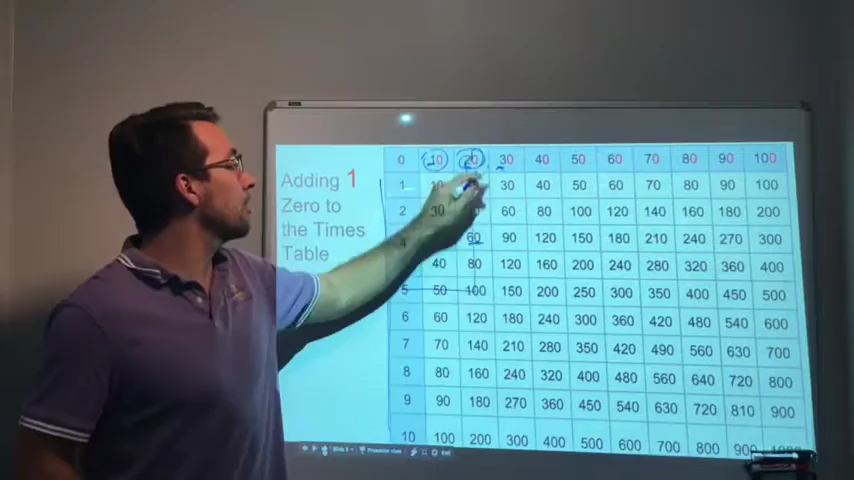 Adding 1
Zero to
the Times
Table
0 10 20 30 40 50 60 70 80 90 100
1 10 30 40 50 60 70 80 90 100
2 60 80 100 120 140 160 180 200
30 60 90 120 150 180 210 240 270 300
4 40 80 120 160 200 240 280 320 360 400
5 50 100 150 200 250 300 350 400 450 500
6 60 120 180 240 300 360 420 480 540 600
7 70 140 210 280 350 420 490 560 630 700
8 80 160 240 320 400 480 560 640 720 800
9 90 180 270 360 450 540 630 720 810 900
10 100 200 300 400 500 600 700 800 900